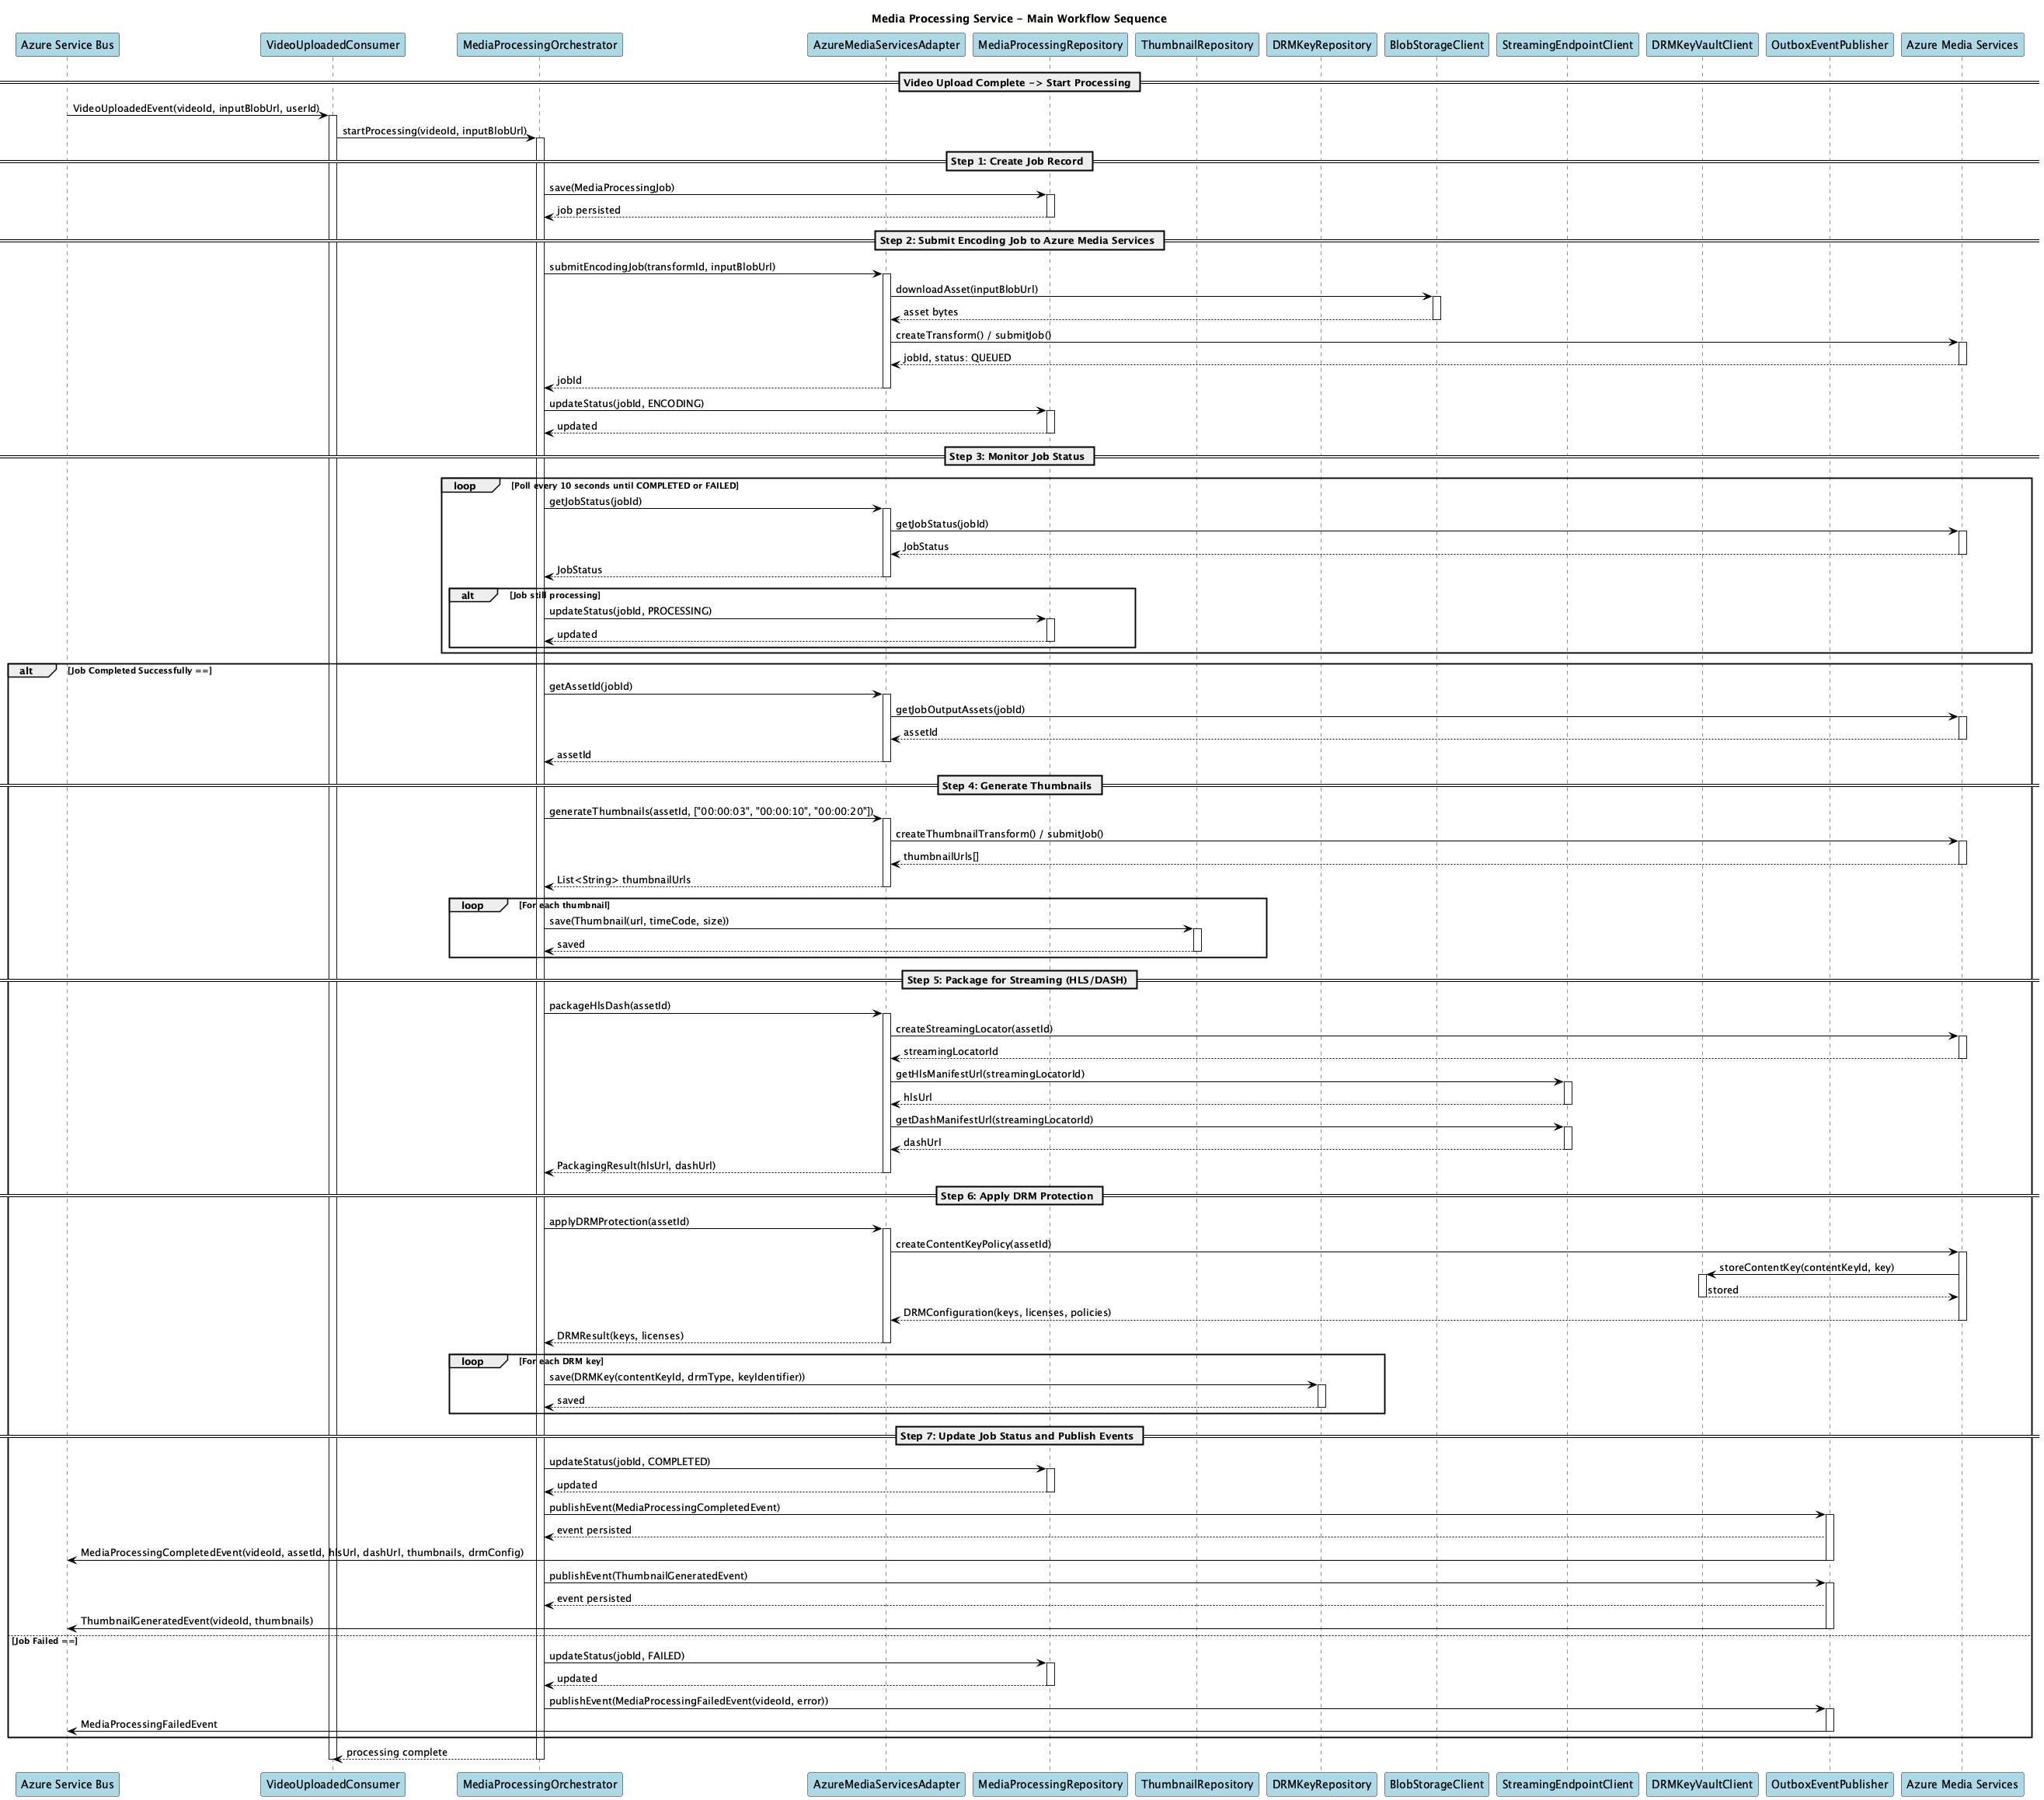 Media Processing Service - Main Workflow Sequence
Azure Service Bus
VideoUploadedConsumer
MediaProcessingOrchestrator
AzureMediaServicesAdapter
MediaProcessingRepository
ThumbnailRepository
DRMKeyRepository
BlobStorageClient
StreamingEndpointClient
DRMKeyVaultClient
OutboxEventPublisher
Azure Media Services
Video Upload Complete -> Start Processing
VideoUploadedEvent(videoId, inputBlobUrl, userId)
startProcessing(videoId, inputBlobUrl)
Step 1: Create Job Record
save(MediaProcessingJob)
job persisted
Step 2: Submit Encoding Job to Azure Media Services
submitEncodingJob(transformId, inputBlobUrl)
downloadAsset(inputBlobUrl)
asset bytes
createTransform() / submitJob()
jobId, status: QUEUED
jobId
updateStatus(jobId, ENCODING)
updated
Step 3: Monitor Job Status
loop [Poll every 10 seconds until COMPLETED or FAILED]
getJobStatus(jobId)
getJobStatus(jobId)
JobStatus
JobStatus
alt [Job still processing]
updateStatus(jobId, PROCESSING)
updated
alt [Job Completed Successfully ==]
getAssetId(jobId)
getJobOutputAssets(jobId)
assetId
assetId
Step 4: Generate Thumbnails
generateThumbnails(assetId, ["00:00:03", "00:00:10", "00:00:20"])
createThumbnailTransform() / submitJob()
thumbnailUrls[]
List<String> thumbnailUrls
loop [For each thumbnail]
save(Thumbnail(url, timeCode, size))
saved
Step 5: Package for Streaming (HLS/DASH)
packageHlsDash(assetId)
createStreamingLocator(assetId)
streamingLocatorId
getHlsManifestUrl(streamingLocatorId)
hlsUrl
getDashManifestUrl(streamingLocatorId)
dashUrl
PackagingResult(hlsUrl, dashUrl)
Step 6: Apply DRM Protection
applyDRMProtection(assetId)
createContentKeyPolicy(assetId)
storeContentKey(contentKeyId, key)
stored
DRMConfiguration(keys, licenses, policies)
DRMResult(keys, licenses)
loop [For each DRM key]
save(DRMKey(contentKeyId, drmType, keyIdentifier))
saved
Step 7: Update Job Status and Publish Events
updateStatus(jobId, COMPLETED)
updated
publishEvent(MediaProcessingCompletedEvent)
event persisted
MediaProcessingCompletedEvent(videoId, assetId, hlsUrl, dashUrl, thumbnails, drmConfig)
publishEvent(ThumbnailGeneratedEvent)
event persisted
ThumbnailGeneratedEvent(videoId, thumbnails)
[Job Failed ==]
updateStatus(jobId, FAILED)
updated
publishEvent(MediaProcessingFailedEvent(videoId, error))
MediaProcessingFailedEvent
processing complete
Azure Service Bus
VideoUploadedConsumer
MediaProcessingOrchestrator
AzureMediaServicesAdapter
MediaProcessingRepository
ThumbnailRepository
DRMKeyRepository
BlobStorageClient
StreamingEndpointClient
DRMKeyVaultClient
OutboxEventPublisher
Azure Media Services